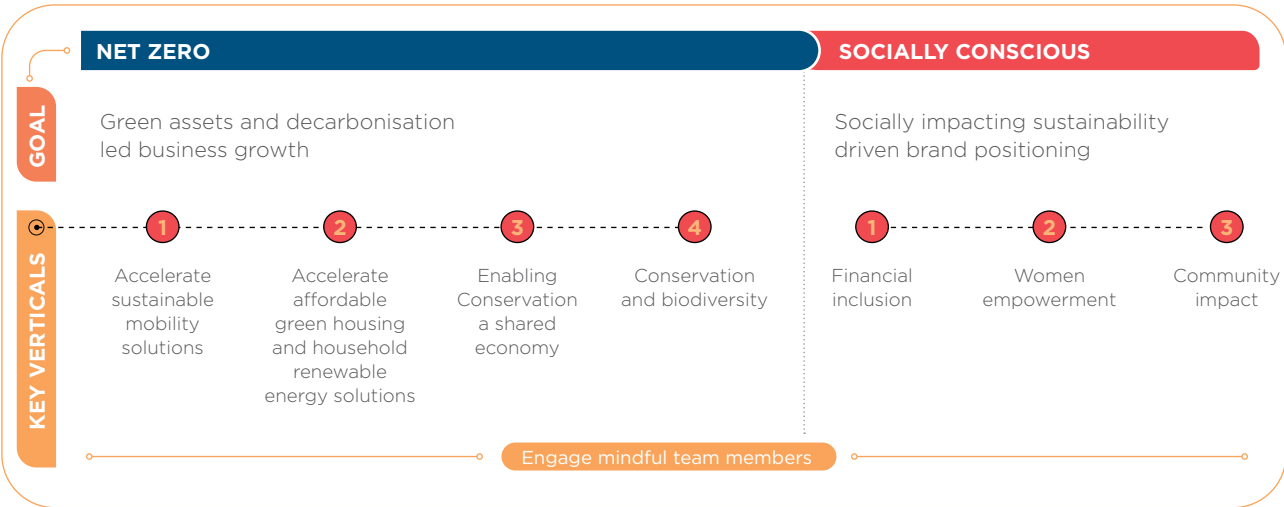 NET ZERO
SOCIALLY CONSCIOUS
GOAL
Green assets and decarbonisation
led business growth
Socially impacting sustainability
driven brand positioning
KEY VERTICALS
1
Accelerate
sustainable
mobility
solutions
2
Accelerate
affordable
green housing
and household
renewable
energy solutions
3
Enabling
Conservation
a shared
economy
4
Conservation
and biodiversity
1
Financial
inclusion
2
Women
empowerment
3
Community
impact
Engage mindful team members